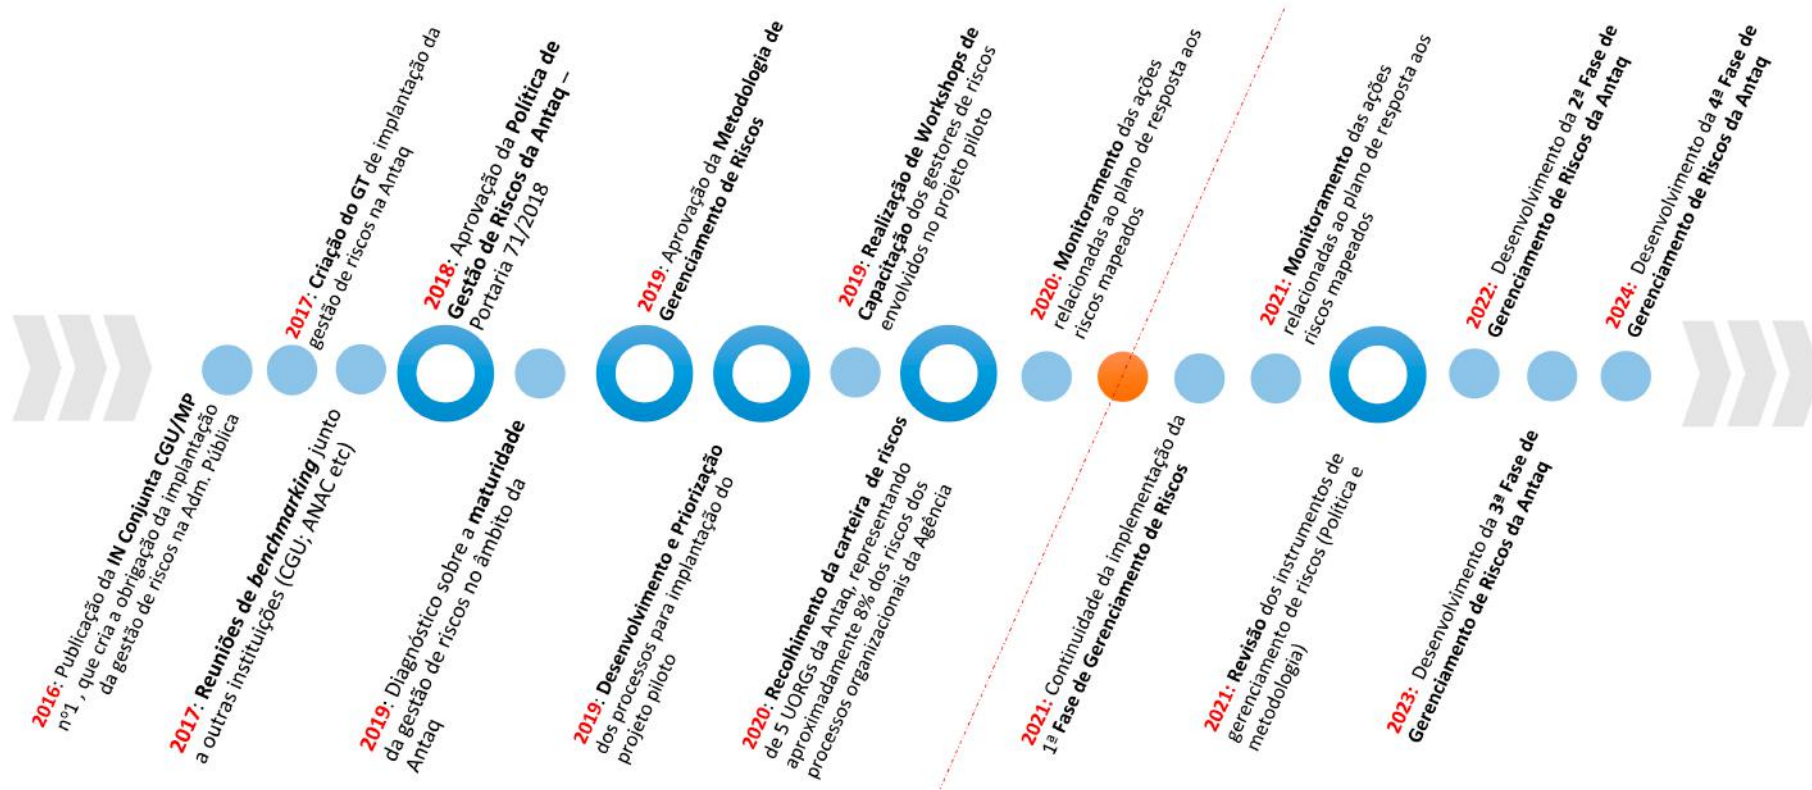 2016: Publicação da IN Conjunta CGU/MP
nº1 , que cria a obrigação da implantação
da gestão de riscos na Adm. Pública
2017: Criação do GT de implantação da
gestão de riscos na Antaq
2017: Reuniões de benchmarking junto
a outras instituições (CGU; ANAC etc)
2018: Aprovação da Política de
Gestão de Riscos da Antaq –
Portaria 71/2018
2019: Diagnóstico sobre a maturidade
da gestão de riscos no âmbito da
Antaq
2019: Aprovação da Metodologia de
Gerenciamento de Riscos
2019: Desenvolvimento e Priorização
dos processos para implantação do
projeto piloto
2019: Realização de Workshops de
Capacitação dos gestores de riscos
envolvidos no projeto piloto
2020: Recolhimento da carteira de riscos
de 5 UORGs da Antaq, representando
aproximadamente 8% dos riscos dos
processos organizacionais da Agência
2020: Monitoramento das ações
relacionadas ao plano de resposta aos
riscos mapeados
2021: Continuidade da implementação da
1ª Fase de Gerenciamento de Riscos
2021: Monitoramento das ações
relacionadas ao plano de resposta aos
riscos mapeados
2021: Revisão dos instrumentos de
gerenciamento de riscos (Política e
metodologia)
2022: Desenvolvimento da 2ª Fase de
Gerenciamento de Riscos da Antaq
2023: Desenvolvimento da 3ª Fase de
Gerenciamento de Riscos da Antaq
2024: Desenvolvimento da 4ª Fase de
Gerenciamento de Riscos da Antaq